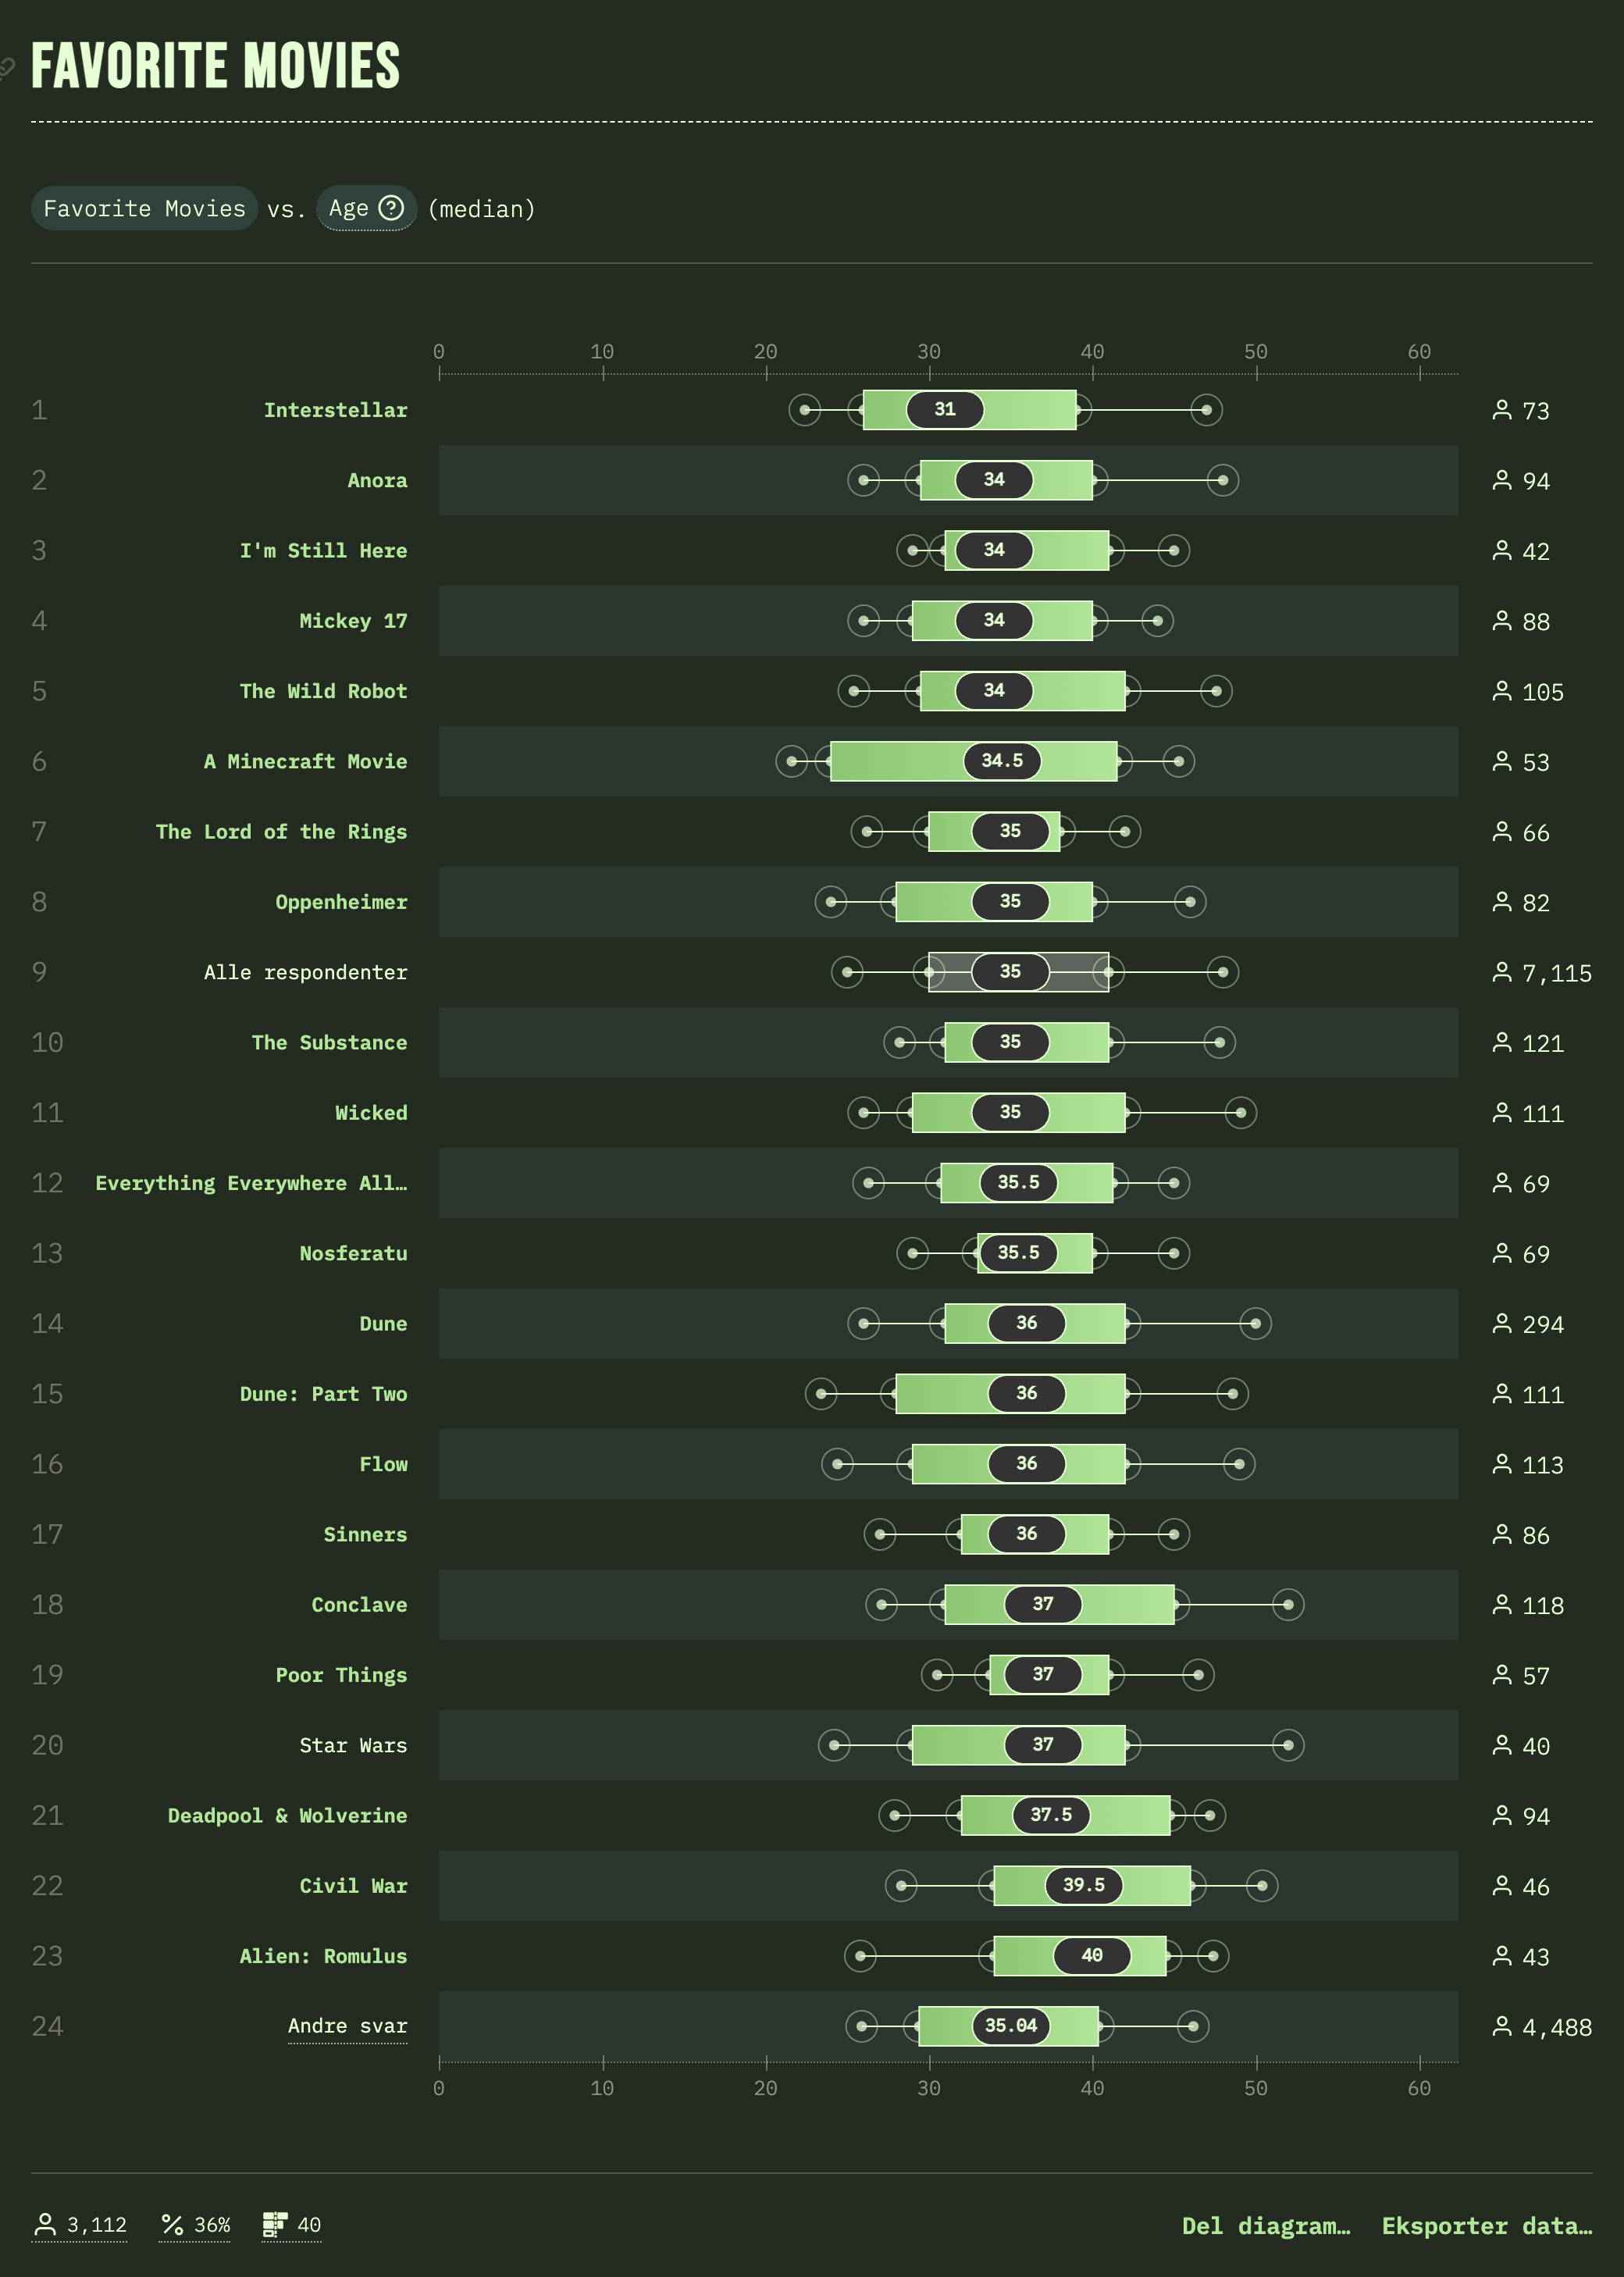 FAVORITE MOVIES
Favorite Movies vs. Age (median)
0 10 20 30 40 50 60
1 Interstellar 31 73
2 Anora 34 94
3 I'm Still Here 34 42
4 Mickey 17 34 88
5 The Wild Robot 34 105
6 A Minecraft Movie 34.5 53
7 The Lord of the Rings 35 66
8 Oppenheimer 35 82
9 Alle respondenter 35 7,115
10 The Substance 35 121
11 Wicked 35 111
12 Everything Everywhere All… 35.5 69
13 Nosferatu 35.5 69
14 Dune 36 294
15 Dune: Part Two 36 111
16 Flow 36 113
17 Sinners 36 86
18 Conclave 37 118
19 Poor Things 37 57
20 Star Wars 37 40
21 Deadpool & Wolverine 37.5 94
22 Civil War 39.5 46
23 Alien: Romulus 40 43
24 Andre svar 35.04 4,488
0 10 20 30 40 50 60
3,112 36% 40 Del diagram… Eksporter data…